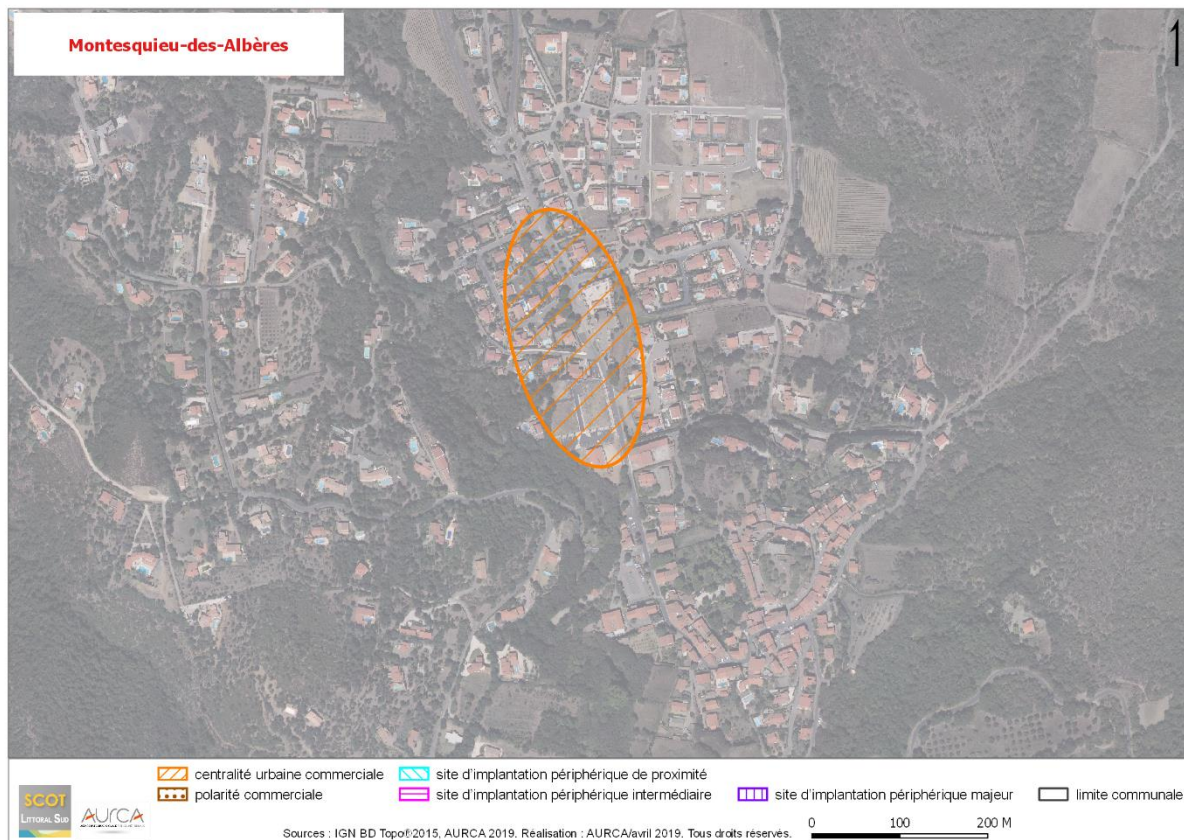 Montesquieu-des-Albères
centralité urbaine commerciale
site d'implantation périphérique de proximité
polarité commerciale
site d'implantation périphérique intermédiaire
site d'implantation périphérique majeur
limite communale
SCOT
LITTORAL SUD
AURCA
Sources : IGN BD Topo®2015, AURCA 2019. Réalisation : AURCA/avril 2019. Tous droits réservés.
0 100 200 M